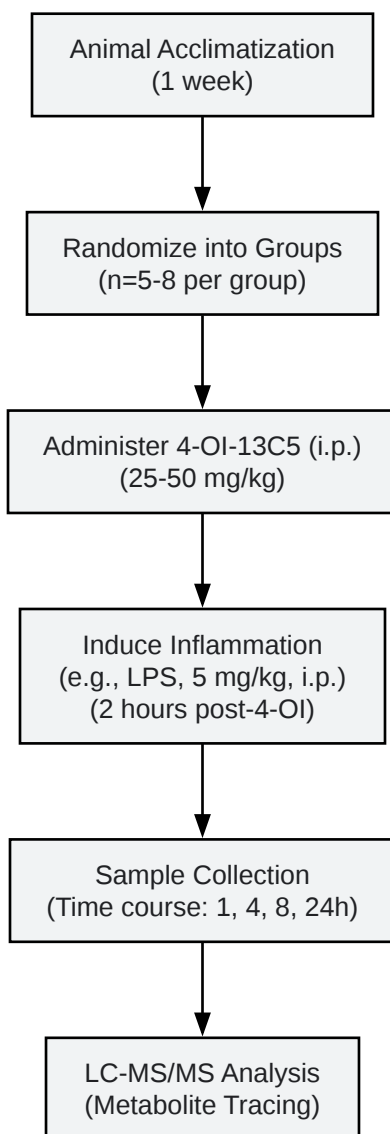 Animal Acclimatization
(1 week)
Randomize into Groups
(n=5-8 per group)
Administer 4-OI-13C5 (i.p.)
(25-50 mg/kg)
Induce Inflammation
(e.g., LPS, 5 mg/kg, i.p.)
(2 hours post-4-OI)
Sample Collection
(Time course: 1, 4, 8, 24h)
LC-MS/MS Analysis
(Metabolite Tracing)